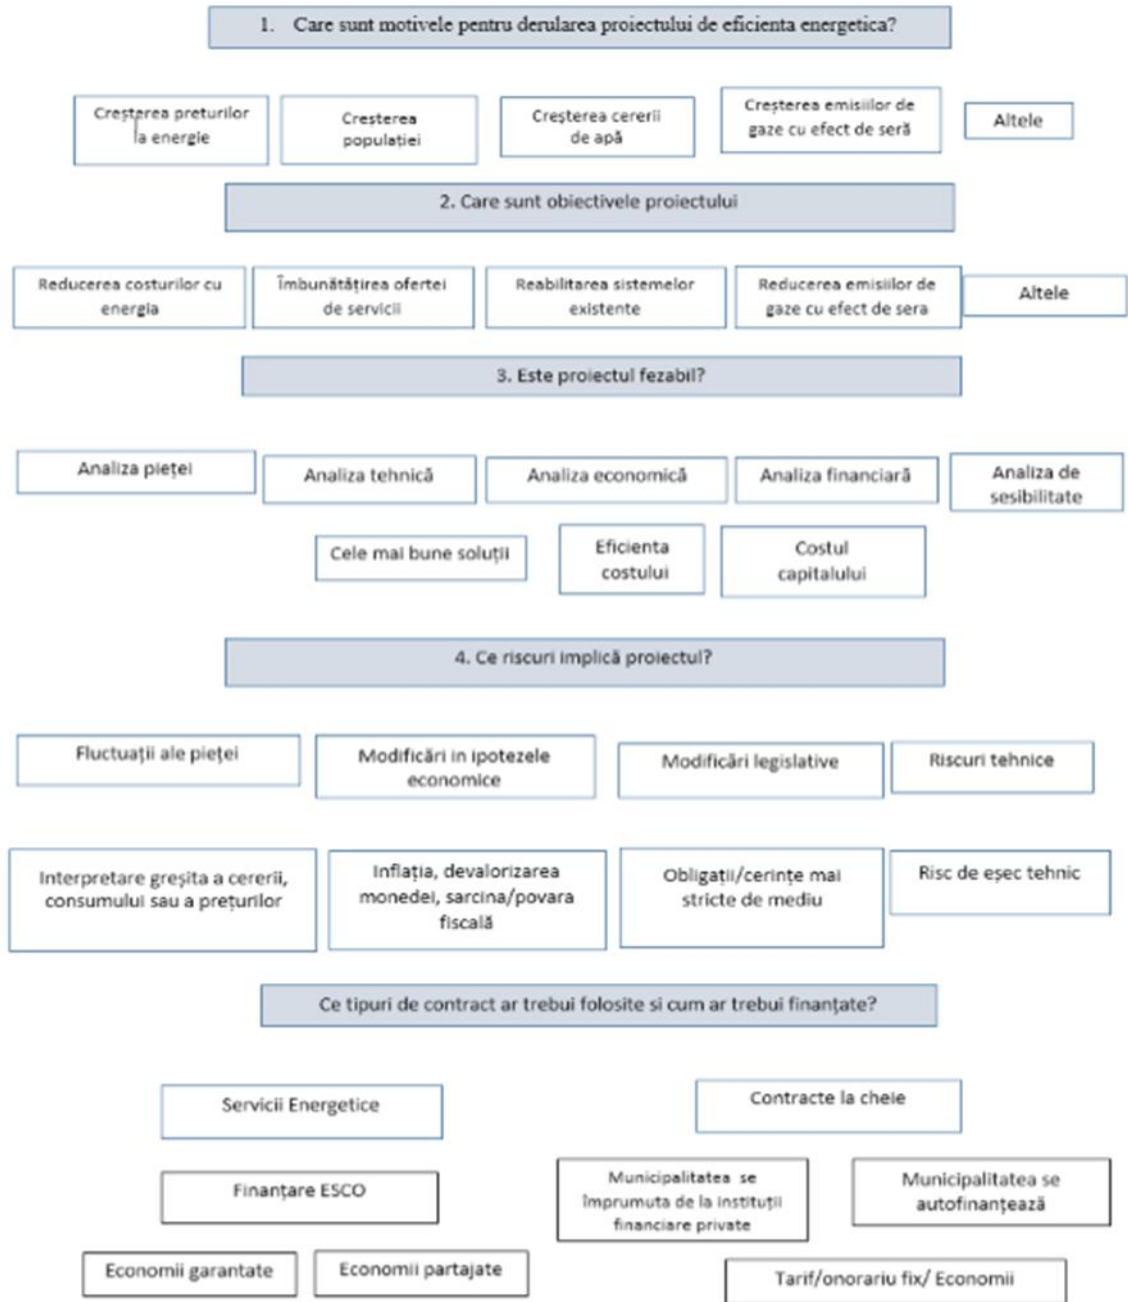 1. Care sunt motivele pentru derularea proiectului de eficienta energetica?
Creșterea preturilor
la energie
Creșterea
populației
Creșterea cererii
de apă
Creșterea emisiilor de
gaze cu efect de seră
Altele
2. Care sunt obiectivele proiectului
Reducerea costurilor cu
energia
Îmbunătățirea ofertei
de servicii
Reabilitarea sistemelor
existente
Reducerea emisiilor de
gaze cu efect de sera
Altele
3. Este proiectul fezabil?
Analiza pieței
Analiza tehnică
Analiza economică
Analiza financiară
Analiza de
sesibilitate
Cele mai bune soluții
Eficienta
costului
Costul
capitalului
4. Ce riscuri implică proiectul?
Fluctuații ale pieței
Modificări in ipotezele
economice
Modificări legislative
Riscuri tehnice
Interpretare greșita a cererii,
consumului sau a prețurilor
Inflația, devalorizarea
monedei, sarcina/povara
fiscală
Obligații/cerințe mai
stricte de mediu
Risc de eșec tehnic
Ce tipuri de contract ar trebui folosite si cum ar trebui finanțate?
Servicii Energetice
Contracte la cheie
Finanțare ESCO
Municipalitatea se
împrumuta de la instituții
financiare private
Municipalitatea se
autofinanțează
Economii garantate
Economii partajate
Tarif/onorariu fix/ Economii